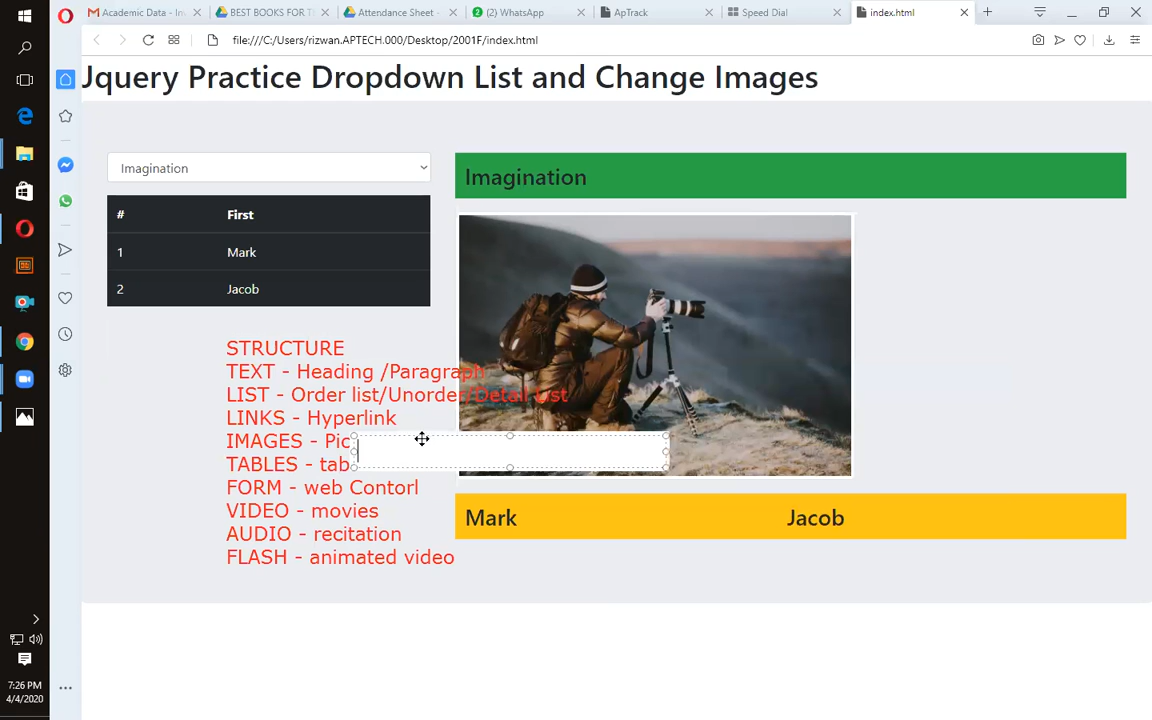 Academic Data - In
BEST BOOKS FOR T
Attendance Sheet -
(2) WhatsApp
ApTrack
Speed Dial
index.html
file:///C:/Users/rizwan.APTECH.000/Desktop/2001F/index.html
Jquery Practice Dropdown List and Change Images
Imagination
Imagination
# First
1 Mark
2 Jacob
STRUCTURE
TEXT - Heading /Paragraph
LIST - Order list/Unorder/Detail List
LINKS - Hyperlink
IMAGES - Pic
TABLES - tab
FORM - web Contorl
VIDEO - movies
AUDIO - recitation
FLASH - animated video
Mark Jacob
7:26 PM
4/4/2020